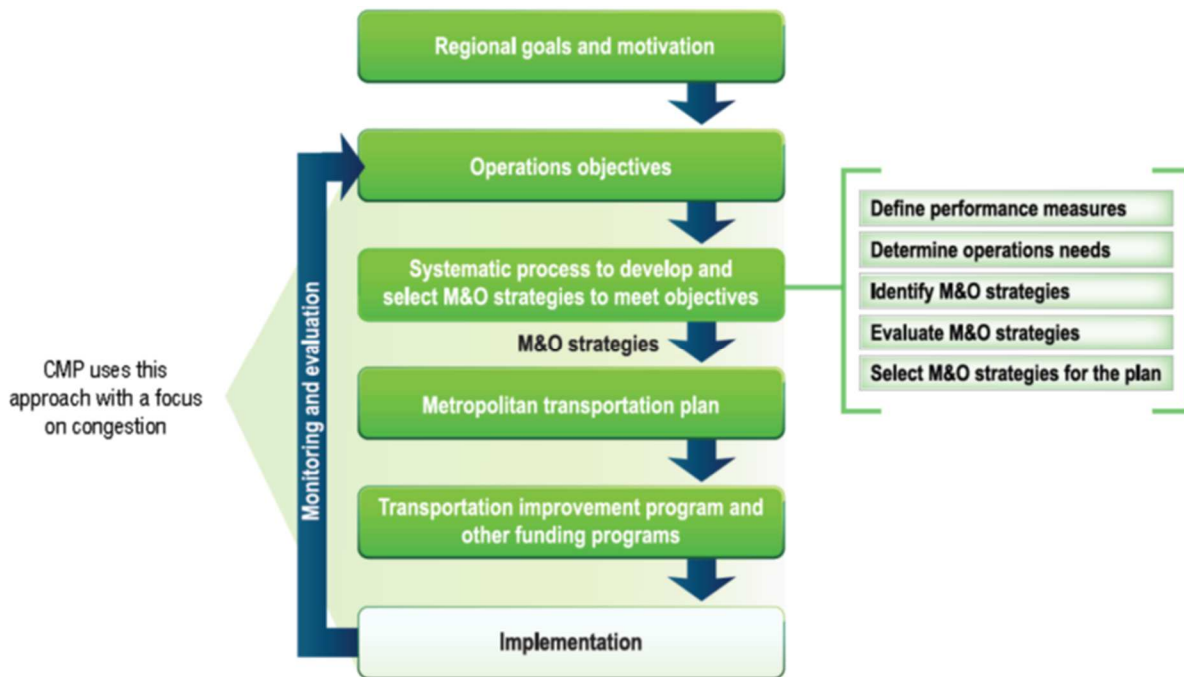 Regional goals and motivation
Operations objectives
Systematic process to develop and
select M&O strategies to meet objectives
Define performance measures
Determine operations needs
Identify M&O strategies
Evaluate M&O strategies
Select M&O strategies for the plan
M&O strategies
Metropolitan transportation plan
Transportation improvement program and
other funding programs
Implementation
Monitoring and evaluation
CMP uses this
approach with a focus
on congestion